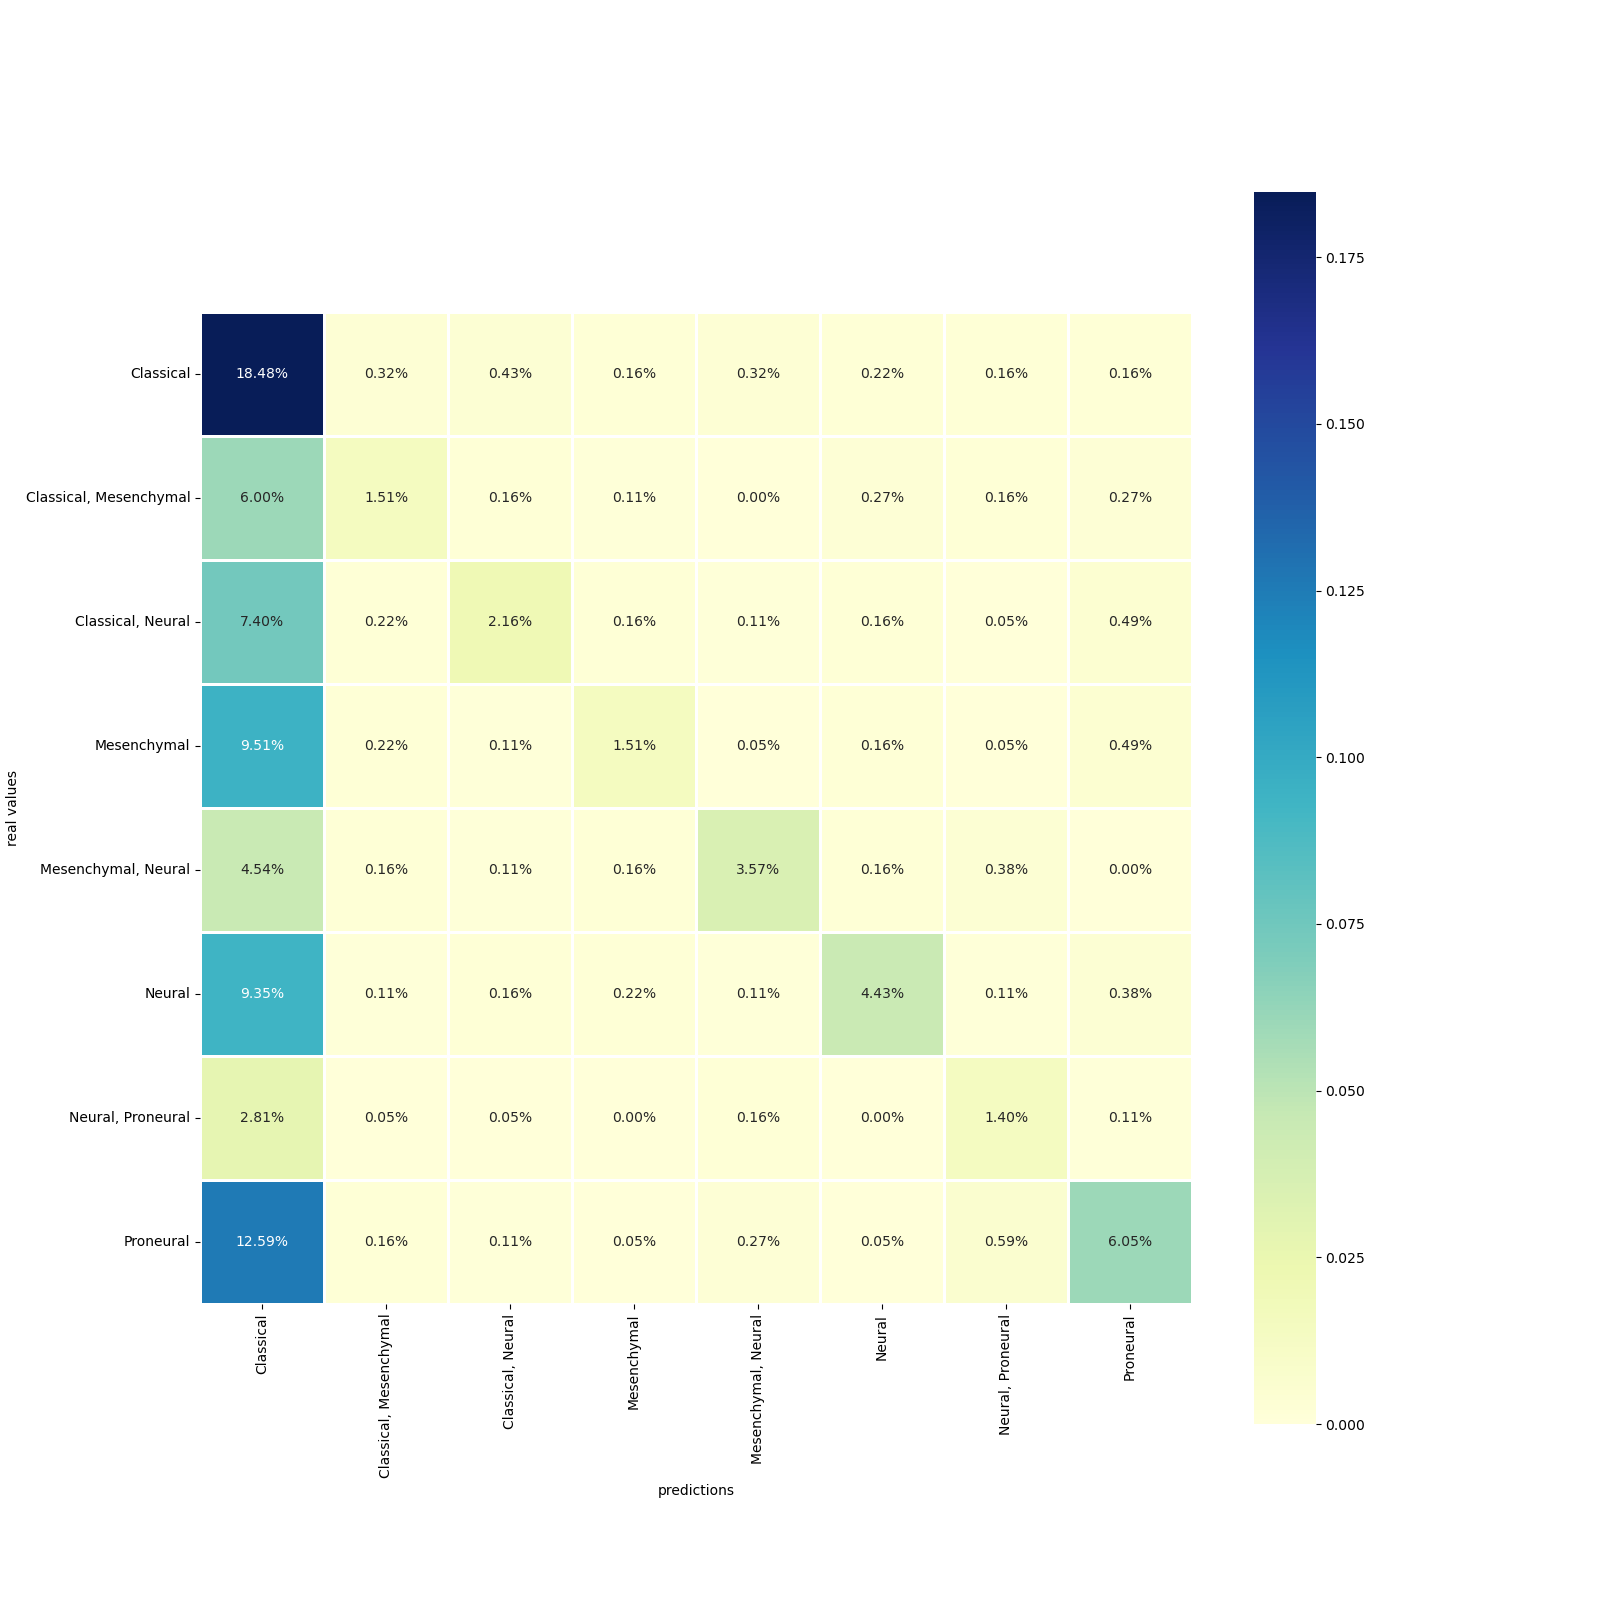 0.175
Classical 18.48% 0.32% 0.43% 0.16% 0.32% 0.22% 0.16% 0.16%
0.150
Classical, Mesenchymal 6.00% 1.51% 0.16% 0.11% 0.00% 0.27% 0.16% 0.27%
0.125
Classical, Neural 7.40% 0.22% 2.16% 0.16% 0.11% 0.16% 0.05% 0.49%
Mesenchymal 9.51% 0.22% 0.11% 1.51% 0.05% 0.16% 0.05% 0.49%
0.100
real values
Mesenchymal, Neural 4.54% 0.16% 0.11% 0.16% 3.57% 0.16% 0.38% 0.00%
0.075
Neural 9.35% 0.11% 0.16% 0.22% 0.11% 4.43% 0.11% 0.38%
0.050
Neural, Proneural 2.81% 0.05% 0.05% 0.00% 0.16% 0.00% 1.40% 0.11%
Proneural 12.59% 0.16% 0.11% 0.05% 0.27% 0.05% 0.59% 6.05%
0.025
0.000
Classical
Classical, Mesenchymal
Classical, Neural
Mesenchymal
Mesenchymal, Neural
Neural
Neural, Proneural
Proneural
predictions